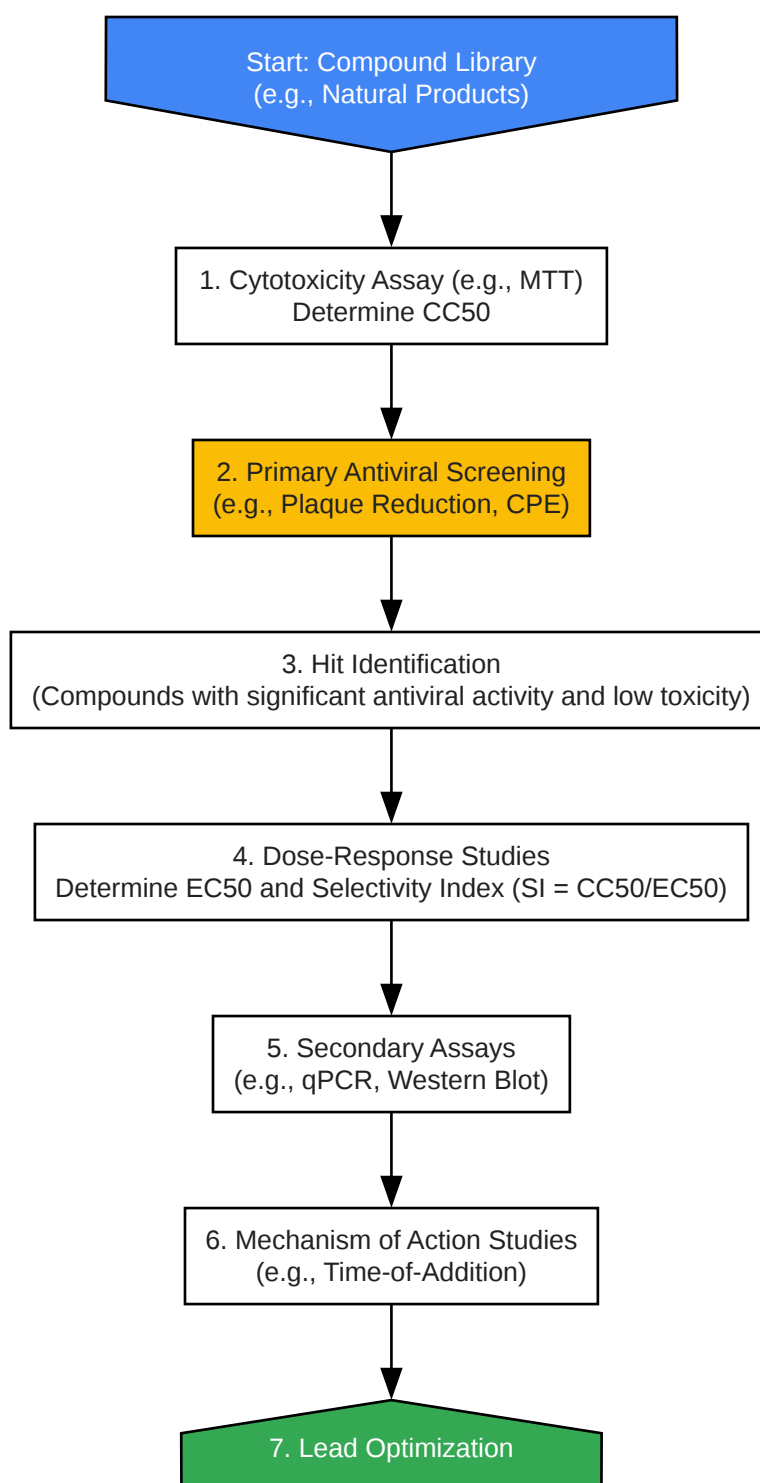 Start: Compound Library
(e.g., Natural Products)
1. Cytotoxicity Assay (e.g., MTT)
Determine CC50
2. Primary Antiviral Screening
(e.g., Plaque Reduction, CPE)
3. Hit Identification
(Compounds with significant antiviral activity and low toxicity)
4. Dose-Response Studies
Determine EC50 and Selectivity Index (SI = CC50/EC50)
5. Secondary Assays
(e.g., qPCR, Western Blot)
6. Mechanism of Action Studies
(e.g., Time-of-Addition)
7. Lead Optimization